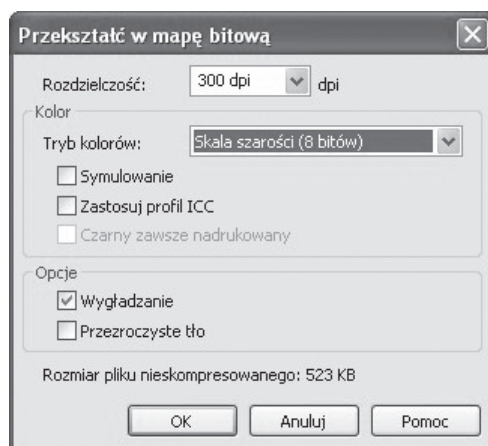 Przekształć w mapę bitową
Rozdzielczość: 300 dpi dpi
Kolor
Tryb kolorów: Skala szarości (8 bitów)
Symulowanie
Zastosuj profil ICC
Czarny zawsze nadrukowany
Opcje
Wygładzanie
Przezroczyste tło
Rozmiar pliku nieskompresowanego: 523 KB
OK Anuluj Pomoc